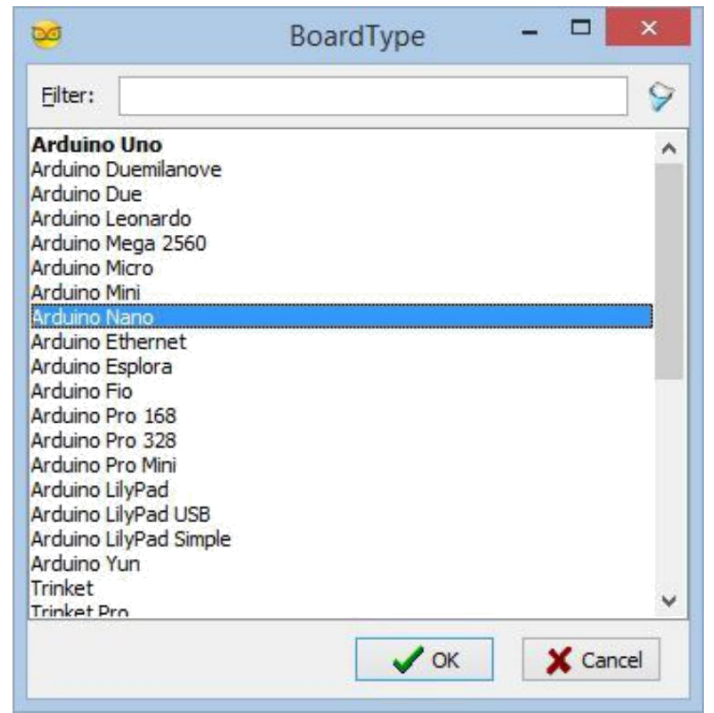 BoardType
Filter:
Arduino Uno
Arduino Duemilanove
Arduino Due
Arduino Leonardo
Arduino Mega 2560
Arduino Micro
Arduino Mini
Arduino Nano
Arduino Ethernet
Arduino Esplora
Arduino Fio
Arduino Pro 168
Arduino Pro 328
Arduino Pro Mini
Arduino LilyPad
Arduino LilyPad USB
Arduino LilyPad Simple
Arduino Yun
Trinket
Trinket Pro
OK Cancel